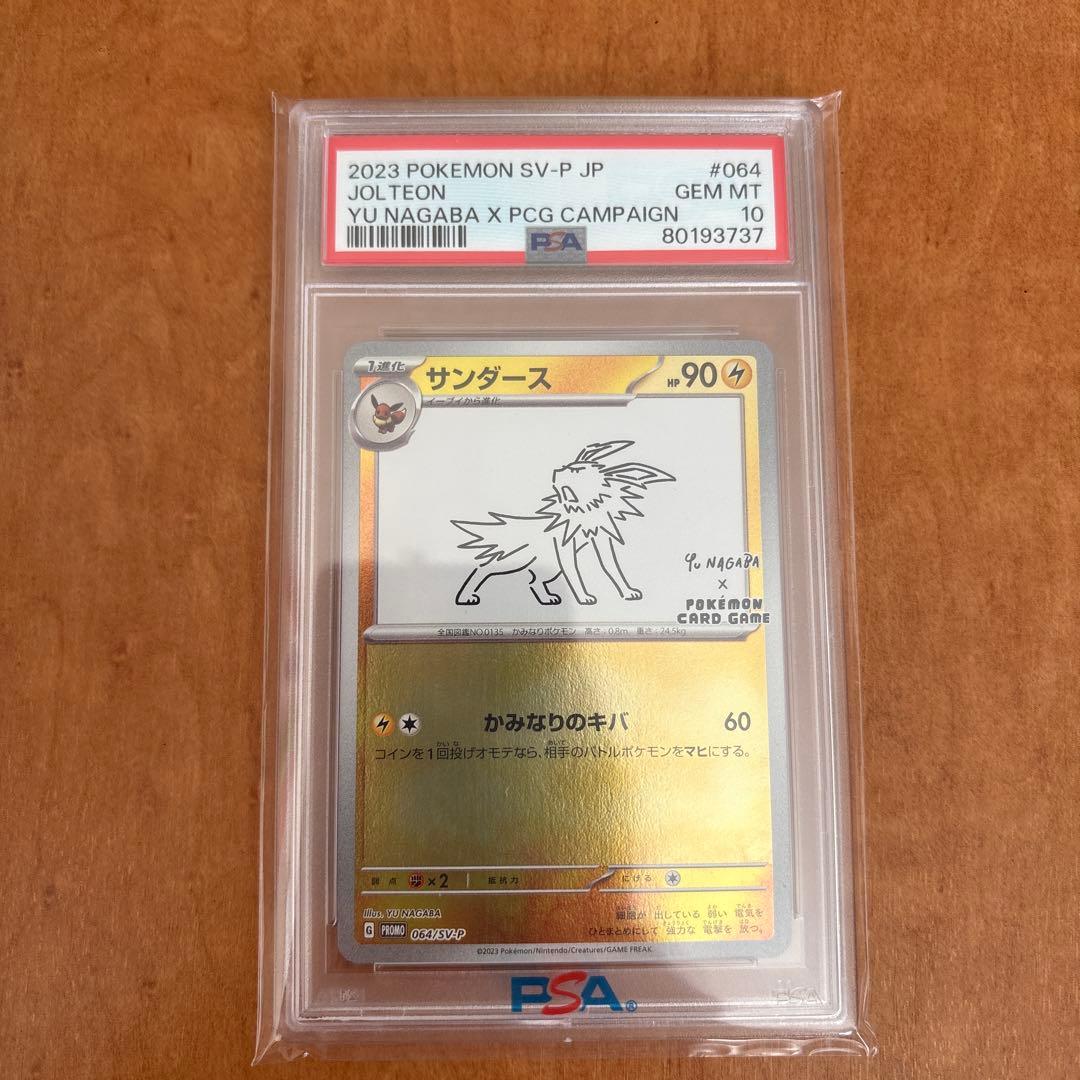 2023 POKEMON SV-P JP #064
JOLTEON GEM MT
YU NAGABA X PCG CAMPAIGN 10
80193737
PSA
1進化
サンダース
HP90
イーブイから進化
Yu NAGABA
×
POKÉMON
CARD GAME
全国図鑑NO.0135 かみなりポケモン 高さ:0.8m 重さ:24.5kg
かみなりのキバ 60
コインを1回投げオモテなら、相手のバトルポケモンをマヒにする。
弱点 ×2 抵抗力 にげる
Illus. YU NAGABA
G PROMO 064/SV-P
細胞が 出している 弱い 電気を
ひとまとめにして 強力な 電撃を 放つ。
©2023 Pokémon/Nintendo/Creatures/GAME FREAK.
PSA®
PSA